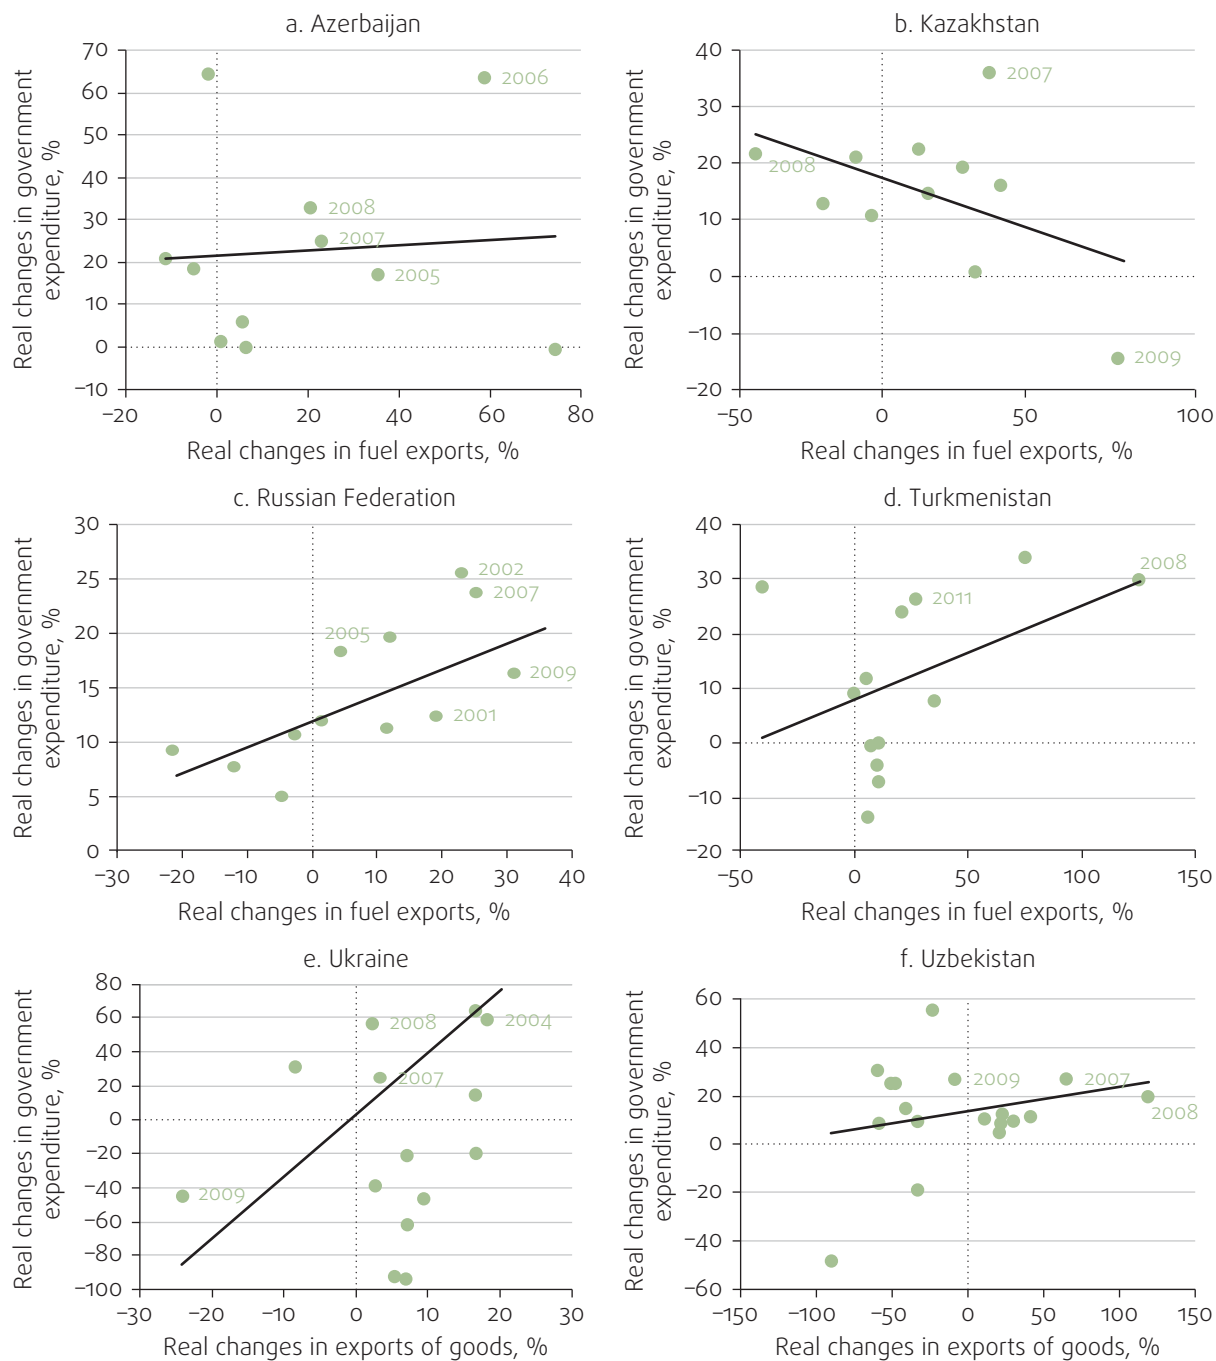 a. Azerbaijan
Real changes in government
expenditure, %
70
60
50
40
30
20
10
0
−10
2006
2008
2007
2005
−20 0 20 40 60 80
Real changes in fuel exports, %
b. Kazakhstan
Real changes in government
expenditure, %
40
30
20
10
0
−10
−20
2007
2008
2009
−50 0 50 100
Real changes in fuel exports, %
c. Russian Federation
Real changes in government
expenditure, %
30
25
20
15
10
5
0
2002
2007
2005
2009
2001
−30 −20 −10 0 10 20 30 40
Real changes in fuel exports, %
d. Turkmenistan
Real changes in government
expenditure, %
40
30
20
10
0
−10
−20
2008
2011
−50 0 50 100 150
Real changes in fuel exports, %
e. Ukraine
Real changes in government
expenditure, %
80
60
40
20
0
−20
−40
−60
−80
−100
2008
2004
2007
2009
−30 −20 −10 0 10 20 30
Real changes in exports of goods, %
f. Uzbekistan
Real changes in government
expenditure, %
60
40
20
0
−20
−40
−60
2009
2007
2008
−150 −100 −50 0 50 100 150
Real changes in exports of goods, %